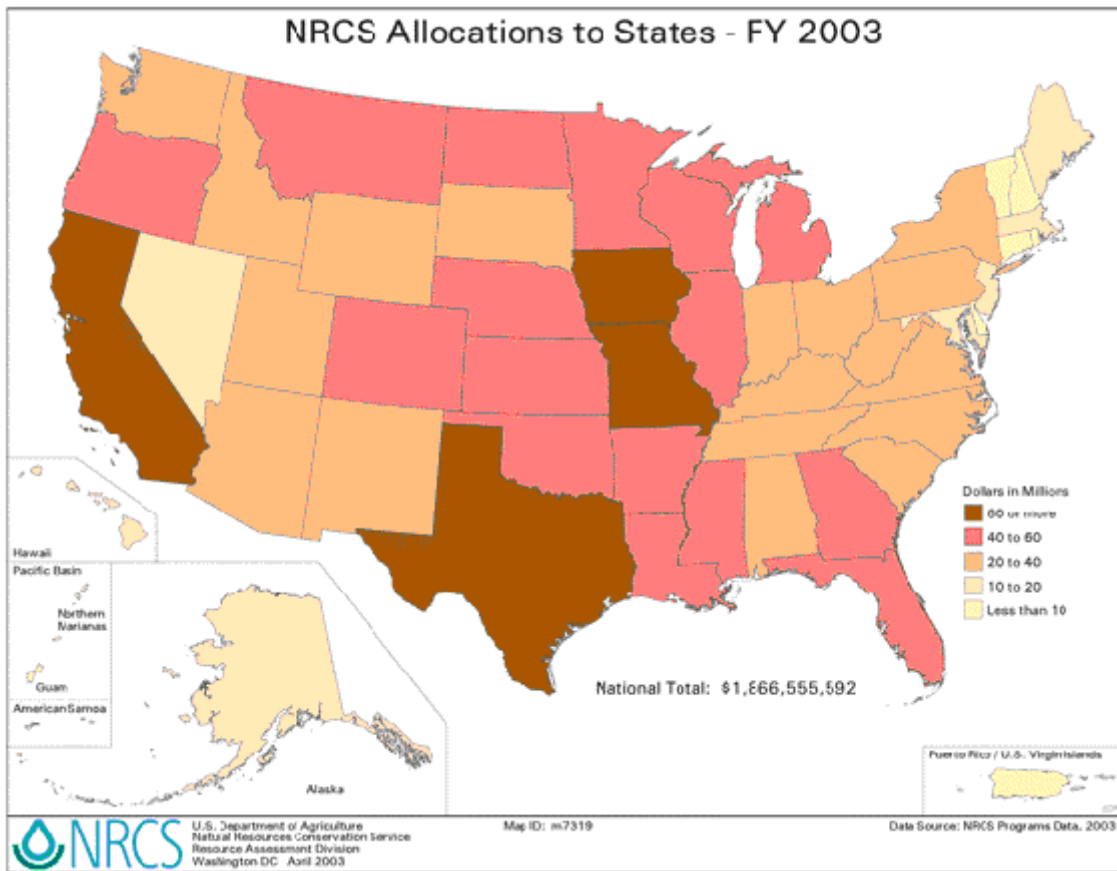 NRCS Allocations to States - FY 2003
Dollars in Millions
60 or more
40 to 60
20 to 40
10 to 20
Less than 10
Hawaii
Pacific Basin
Northern
Marianas
Guam
American Samoa
Alaska
National Total: $1,866,555,592
Puerto Rico / U.S. Virgin Islands
NRCS
U.S. Department of Agriculture
Natural Resources Conservation Service
Resource Assessment Division
Washington DC April 2003
Map ID: m7319
Data Source: NRCS Programs Data, 2003